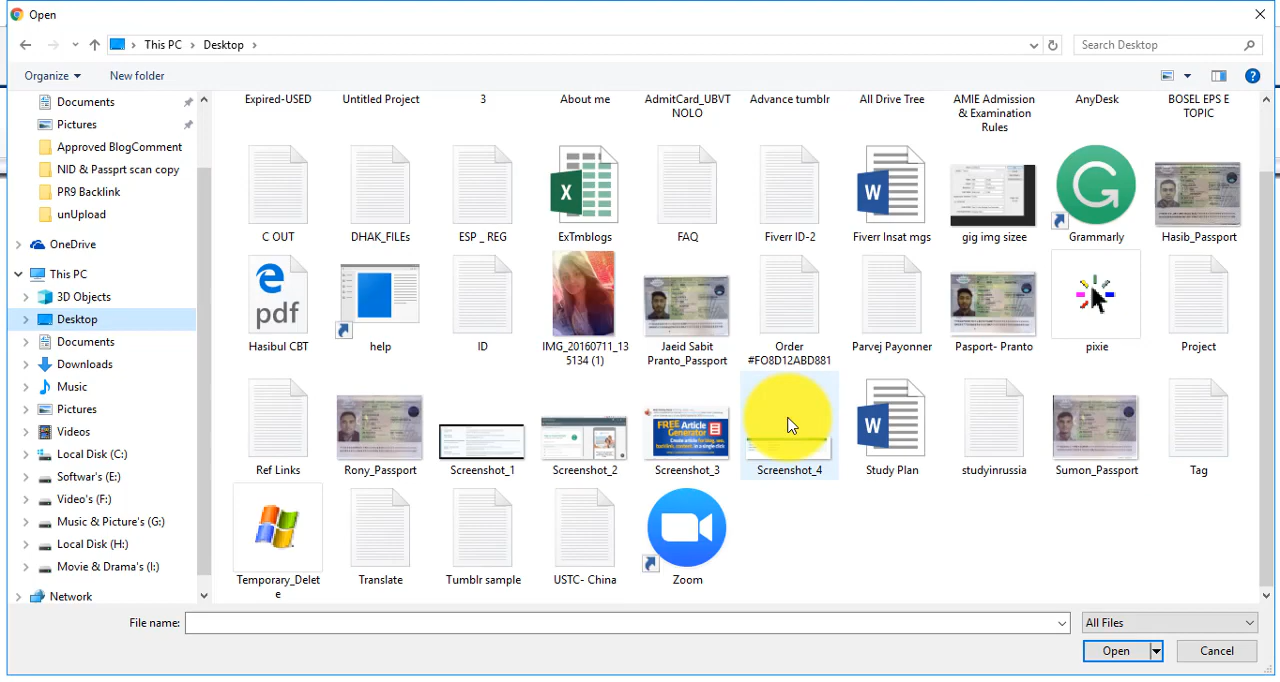 Open
This PC
Desktop
Search Desktop
Organize
New folder
Documents
Pictures
Approved BlogComment
NID & Passprt scan copy
PR9 Backlink
unUpload
OneDrive
This PC
3D Objects
Desktop
Documents
Downloads
Music
Pictures
Videos
Local Disk (C:)
Softwar's (E:)
Video's (F:)
Music & Picture's (G:)
Local Disk (H:)
Movie & Drama's (I:)
Network
Expired-USED
Untitled Project
3
About me
AdmitCard_UBVT
NOLO
Advance tumblr
All Drive Tree
AMIE Admission
& Examination
Rules
AnyDesk
BOSEL EPS E
TOPIC
C OUT
DHAK_FILEs
ESP _ REG
X
ExTmblogs
FAQ
Fiverr ID-2
W
Fiverr Insat mgs
gig img sizee
G
Grammarly
Hasib_Passport
pdf
Hasibul CBT
help
ID
IMG_20160711_13
5134 (1)
Jaeid Sabit
Pranto_Passport
Order
#FO8D12ABD881
Parvej Payonner
Pasport- Pranto
pixie
Project
Ref Links
Rony_Passport
Screenshot_1
Screenshot_2
FREE Article
Generator
Screenshot_3
Screenshot_4
W
Study Plan
studyinrussia
Sumon_Passport
Tag
Temporary_Delet
e
Translate
Tumblr sample
USTC- China
Zoom
File name:
All Files
Open
Cancel